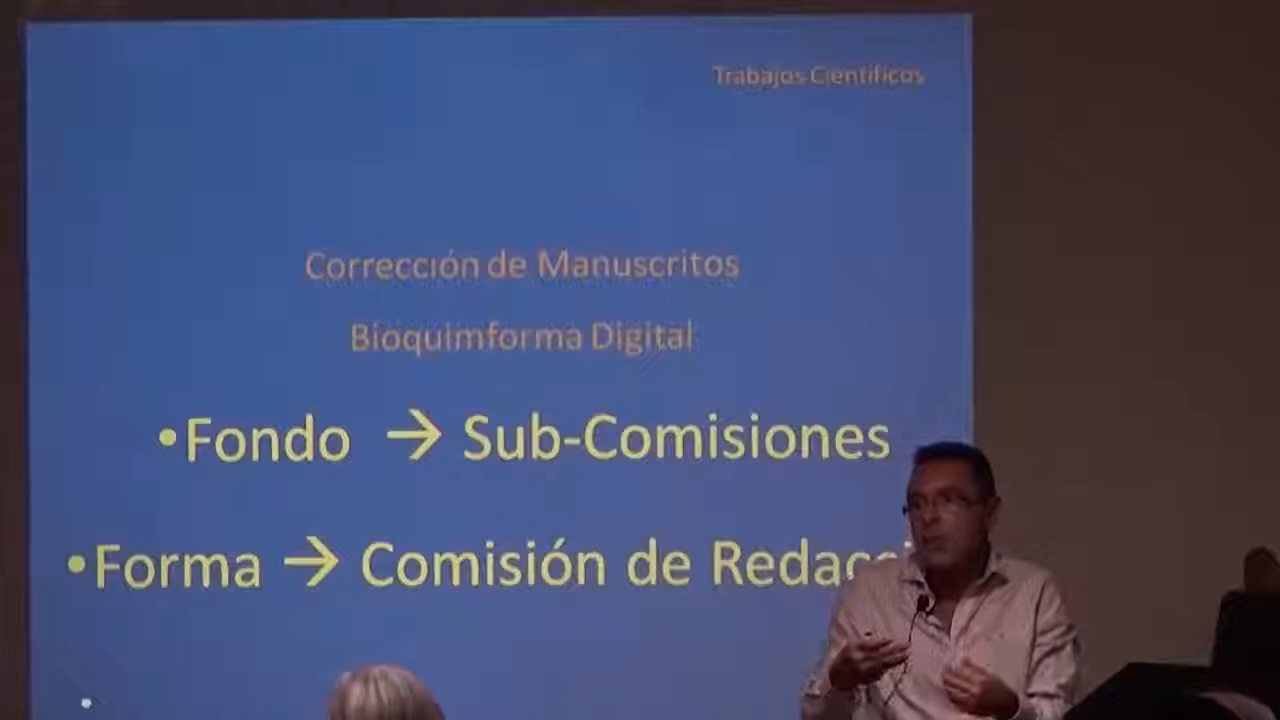 Trabajos Científicos
Corrección de Manuscritos
Bioquimforma Digital
•Fondo → Sub-Comisiones
•Forma → Comisión de